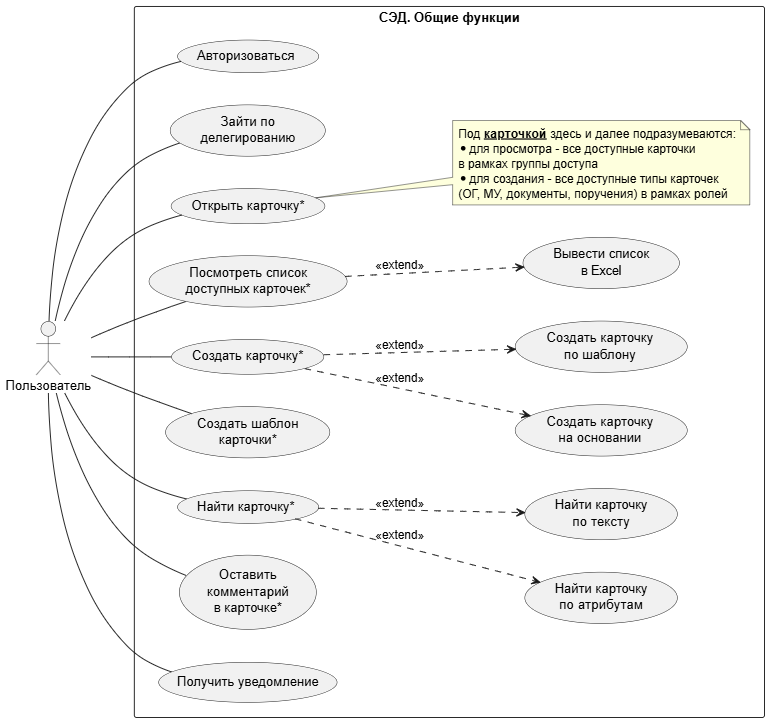 СЭД. Общие функции
Авторизоваться
Зайти по
делегированию
Под карточкой здесь и далее подразумеваются:
• для просмотра - все доступные карточки
в рамках группы доступа
• для создания - все доступные типы карточек
(ОГ, МУ, документы, поручения) в рамках ролей
Открыть карточку*
Посмотреть список
доступных карточек*
«extend»
Вывести список
в Excel
Пользователь
Создать карточку*
«extend»
Создать карточку
по шаблону
«extend»
Создать карточку
на основании
Создать шаблон
карточки*
Найти карточку*
«extend»
Найти карточку
по тексту
«extend»
Найти карточку
по атрибутам
Оставить
комментарий
в карточке*
Получить уведомление